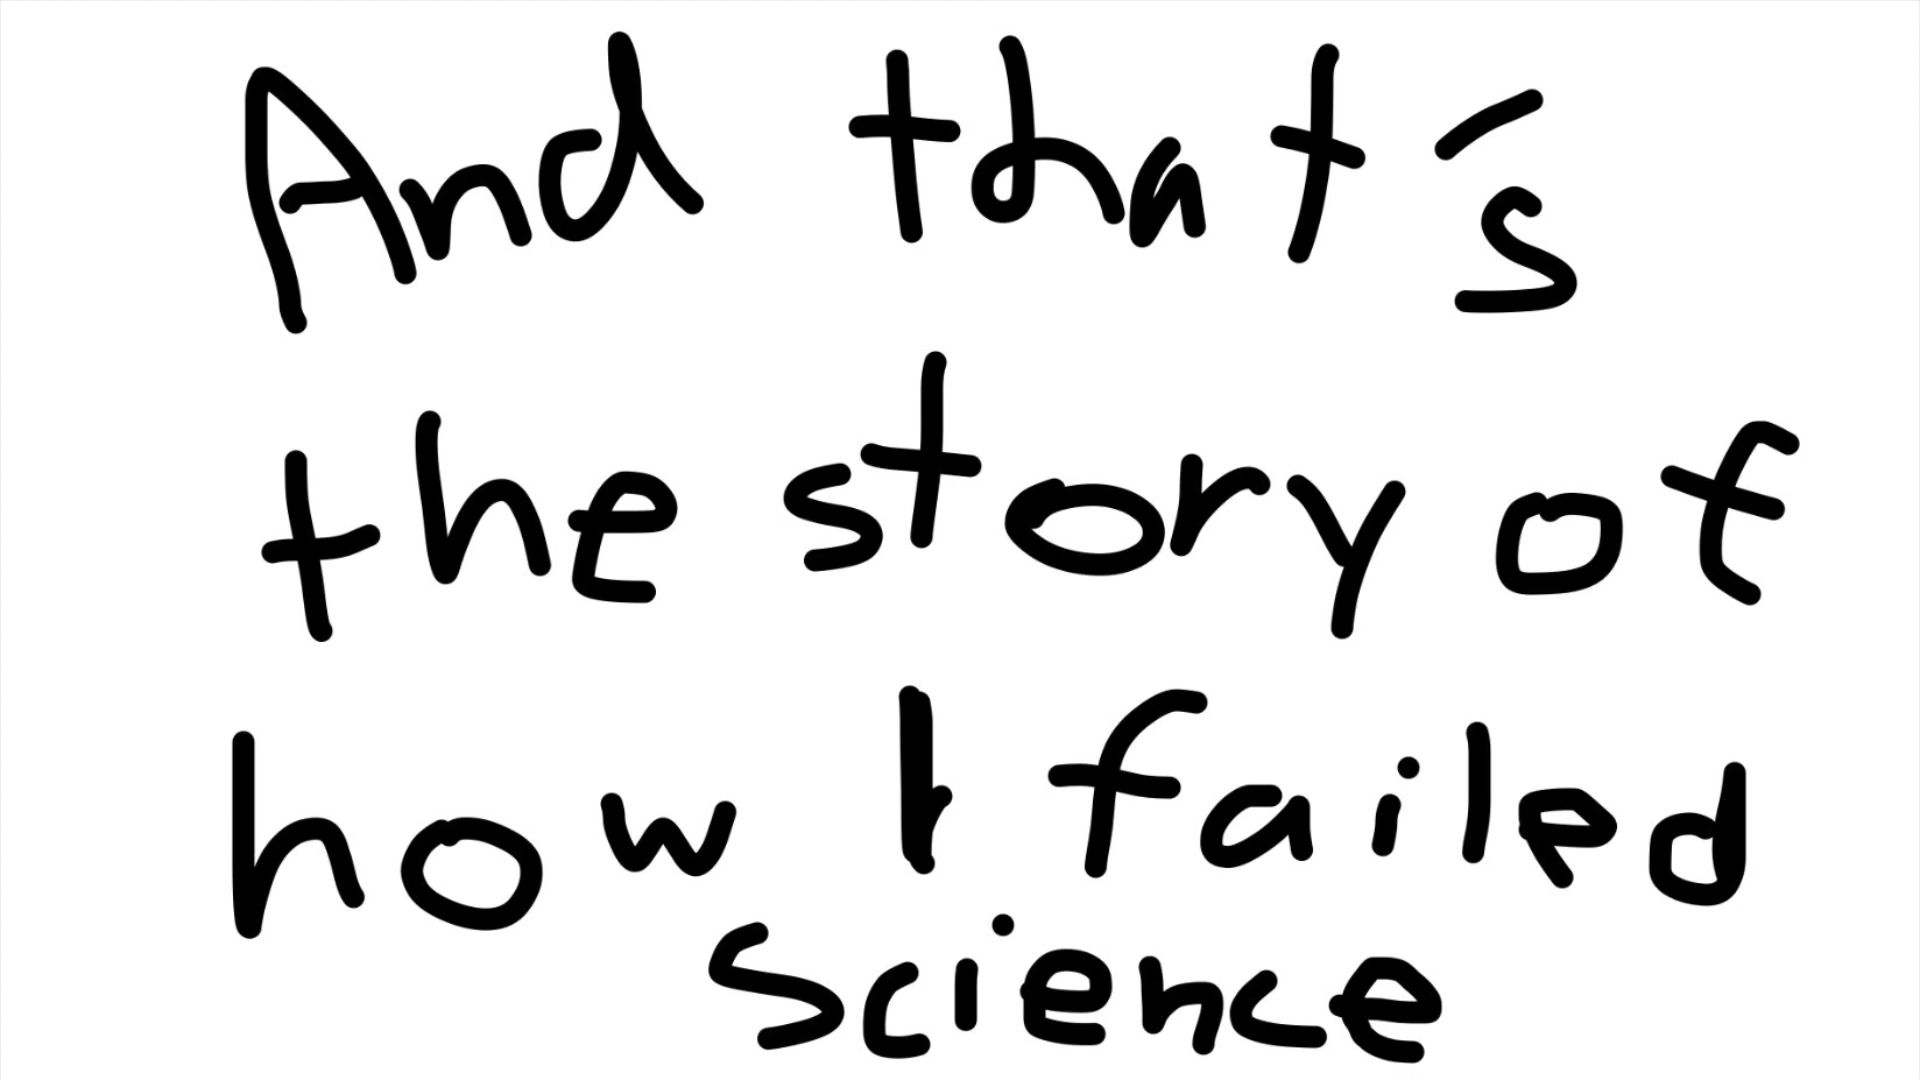 And that's
the story of
how I failed
science